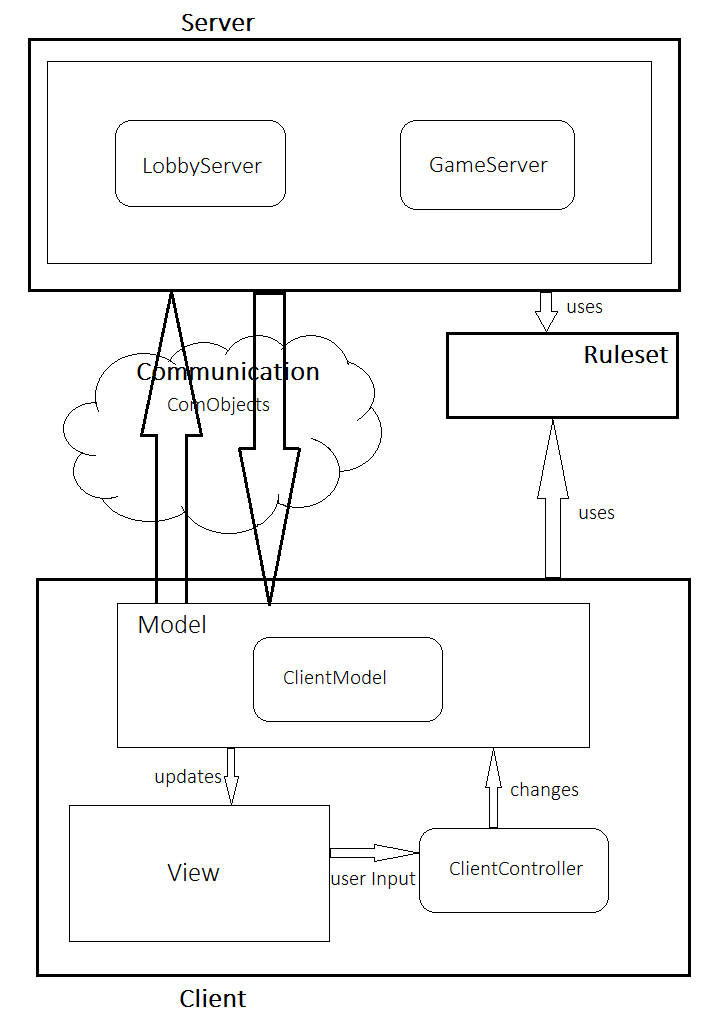 Server
LobbyServer
GameServer
uses
Ruleset
Communication
ComObjects
uses
Model
ClientModel
updates
changes
View
user Input
ClientController
Client